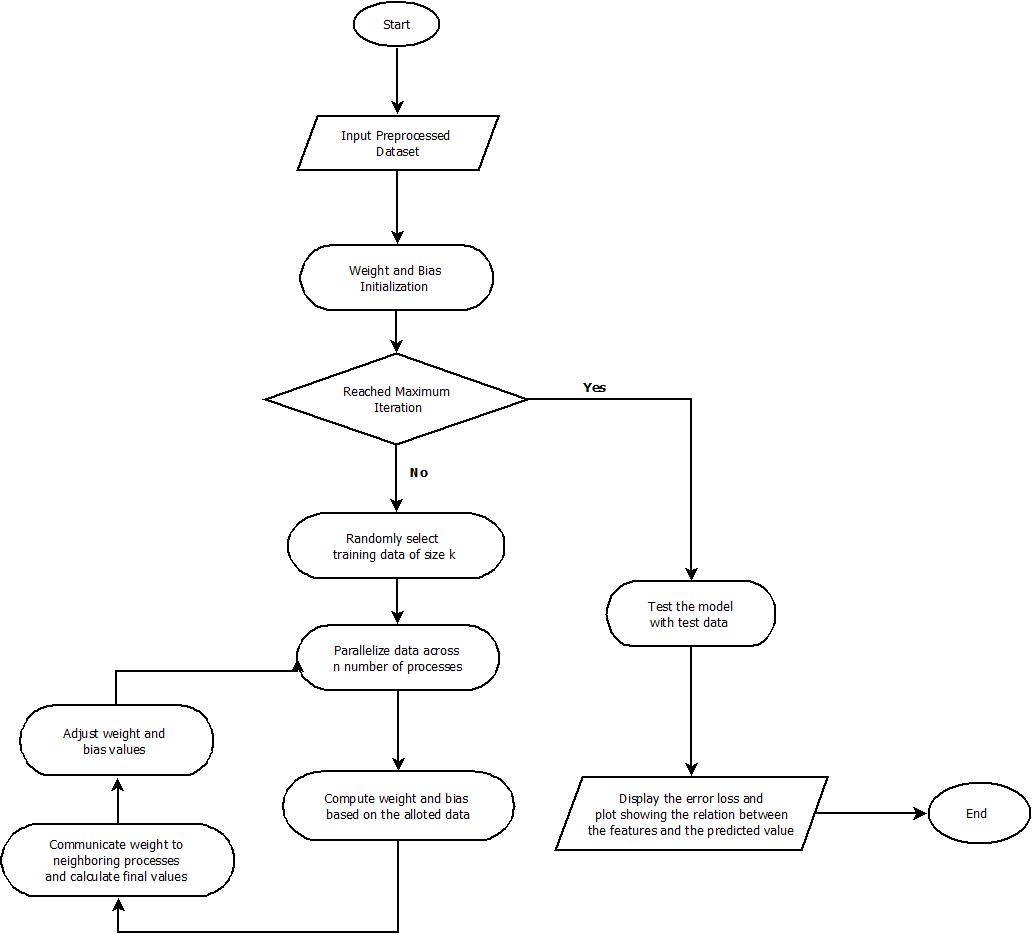 Start
Input Preprocessed
Dataset
Weight and Bias
Initialization
Reached Maximum
Iteration
Yes
No
Randomly select
training data of size k
Parallelize data across
n number of processes
Test the model
with test data
Adjust weight and
bias values
Compute weight and bias
based on the alloted data
Display the error loss and
plot showing the relation between
the features and the predicted value
End
Communicate weight to
neighboring processes
and calculate final values